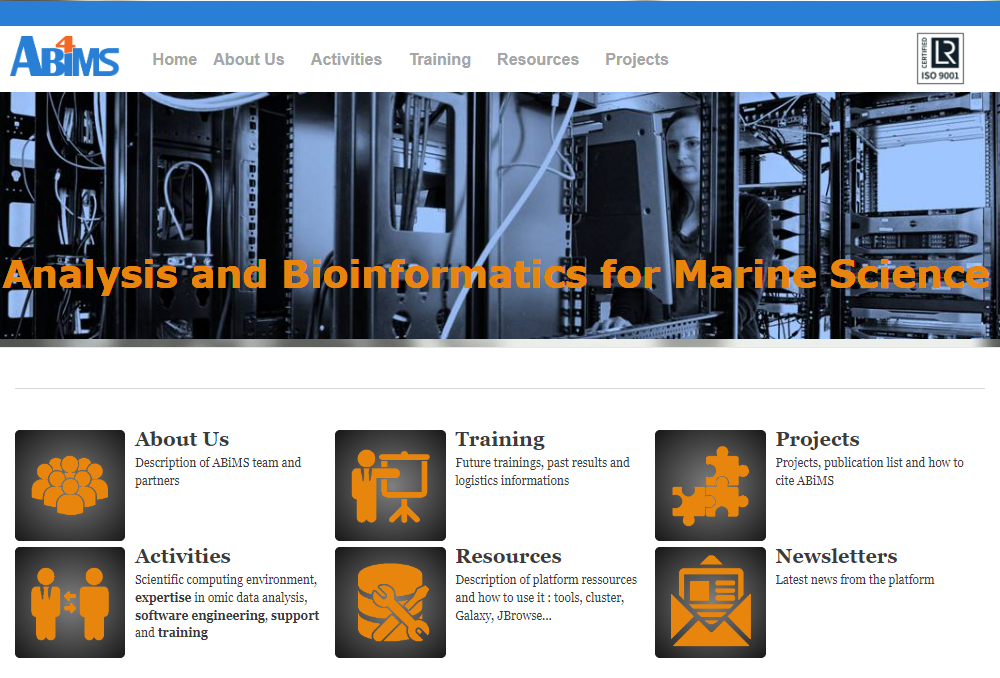 AB4iMS
Home
About Us
Activities
Training
Resources
Projects
CERTIFIED
LR
ISO 9001
Analysis and Bioinformatics for Marine Science
About Us
Description of ABiMS team and
partners
Training
Future trainings, past results and
logistics informations
Projects
Projects, publication list and how to
cite ABiMS
Activities
Scientific computing environment,
expertise in omic data analysis,
software engineering, support
and training
Resources
Description of platform ressources
and how to use it : tools, cluster,
Galaxy, JBrowse...
Newsletters
Latest news from the platform